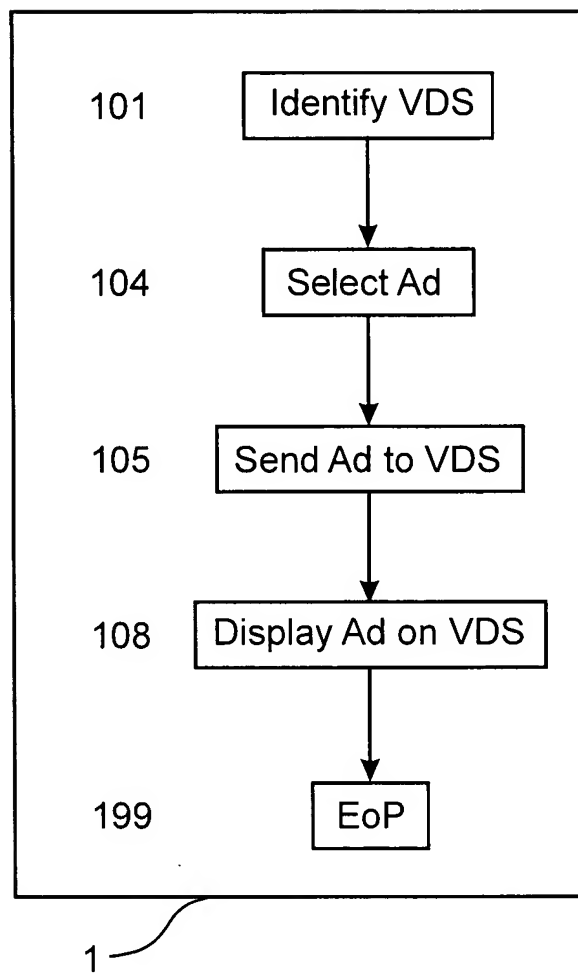 101 Identify VDS
104 Select Ad
105 Send Ad to VDS
108 Display Ad on VDS
199 EoP
1